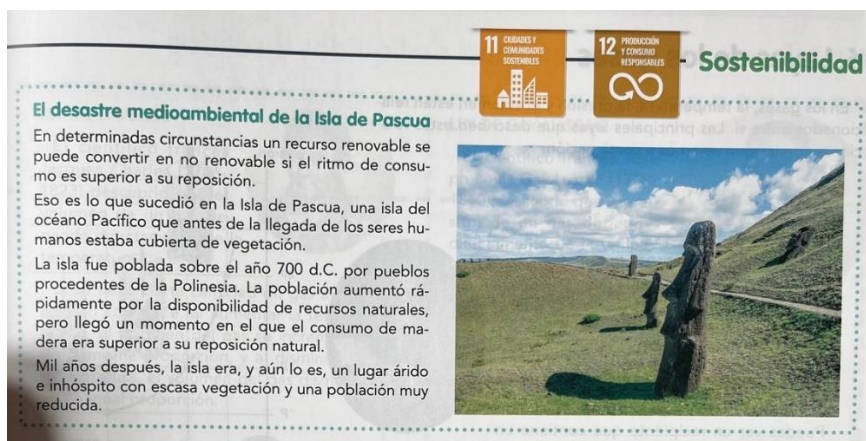 11 CIUDADES Y
COMUNIDADES
SOSTENIBLES
12 PRODUCCIÓN
Y CONSUMO
RESPONSABLES
Sostenibilidad
El desastre medioambiental de la Isla de Pascua
En determinadas circunstancias un recurso renovable se
puede convertir en no renovable si el ritmo de consu-
mo es superior a su reposición.
Eso es lo que sucedió en la Isla de Pascua, una isla del
océano Pacífico que antes de la llegada de los seres hu-
manos estaba cubierta de vegetación.
La isla fue poblada sobre el año 700 d.C. por pueblos
procedentes de la Polinesia. La población aumentó rá-
pidamente por la disponibilidad de recursos naturales,
pero llegó un momento en el que el consumo de ma-
dera era superior a su reposición natural.
Mil años después, la isla era, y aún lo es, un lugar árido
e inhóspito con escasa vegetación y una población muy
reducida.